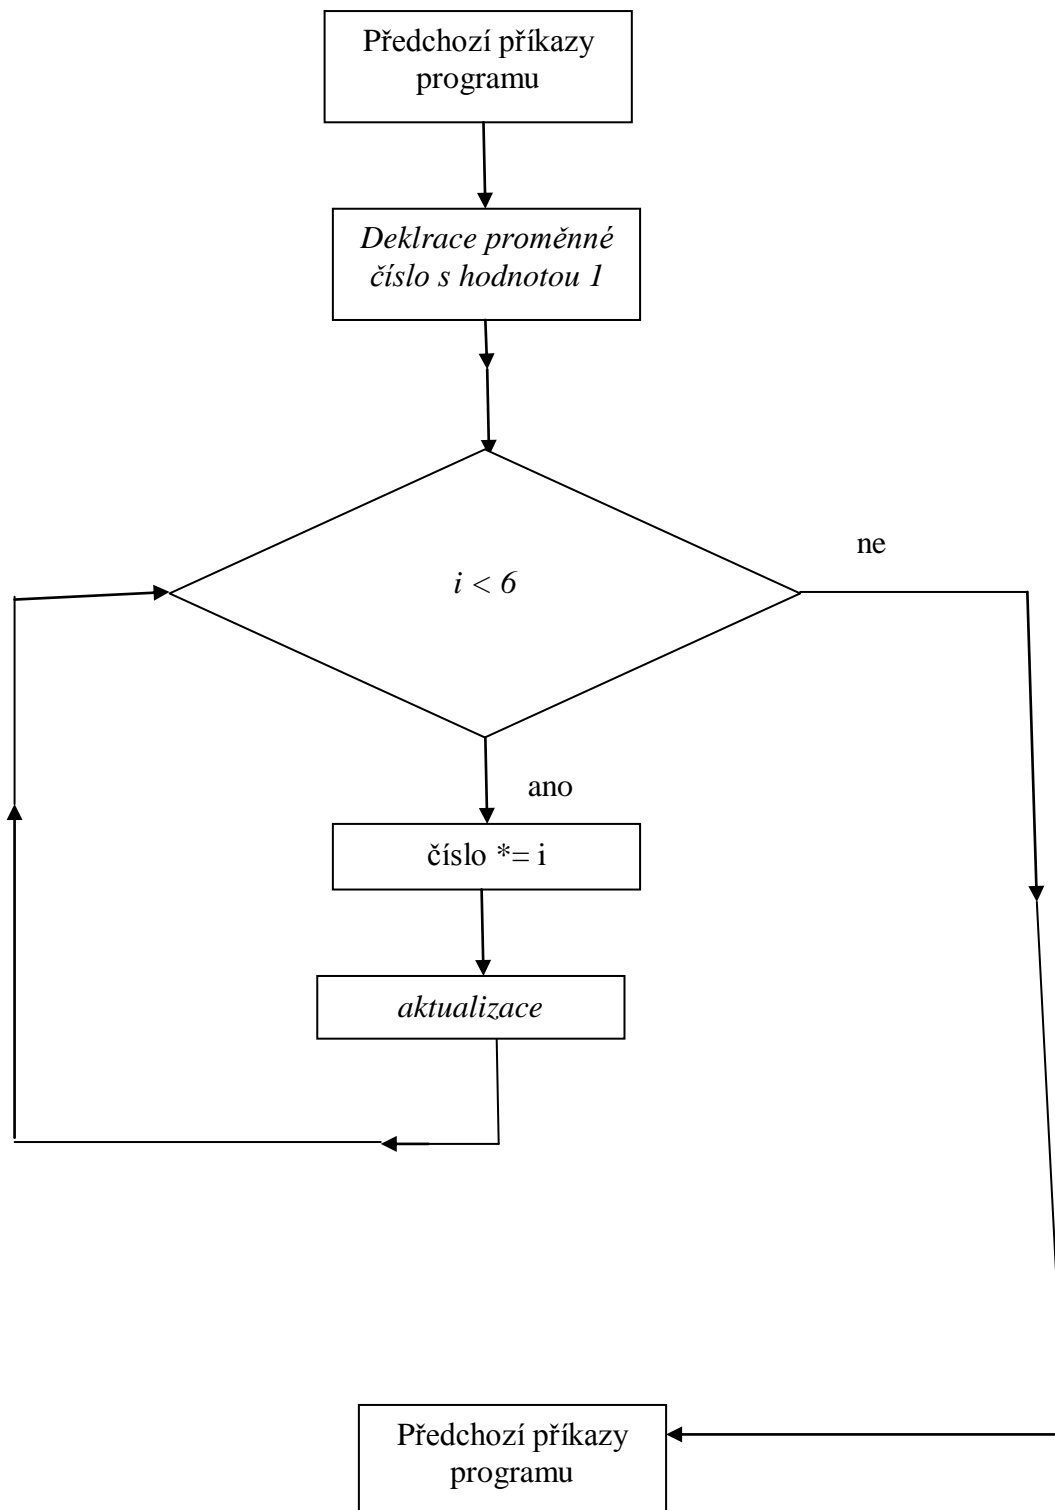 Předchozí příkazy
programu
Deklrace proměnné
číslo s hodnotou 1
ne
i < 6
ano
číslo *= i
aktualizace
Předchozí příkazy
programu